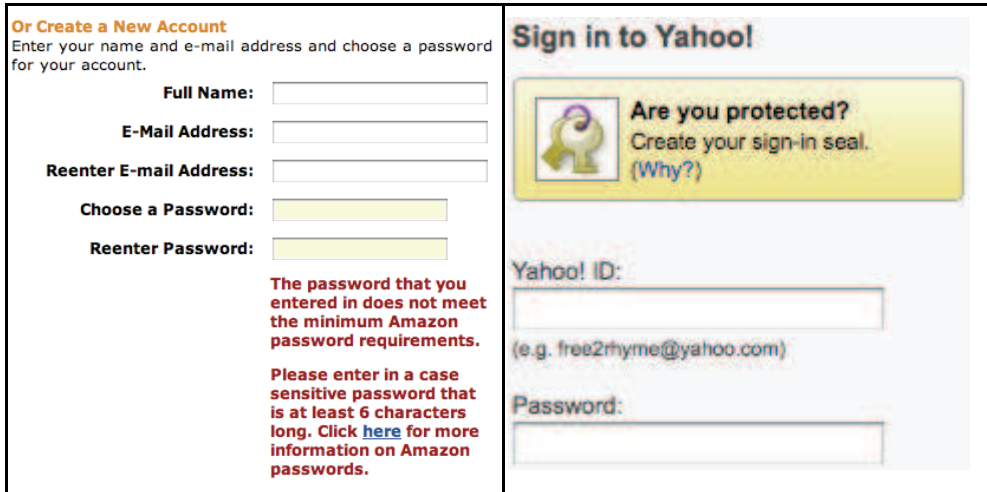 Or Create a New Account
Enter your name and e-mail address and choose a password
for your account.
Full Name:
E-Mail Address:
Reenter E-mail Address:
Choose a Password:
Reenter Password:
The password that you
entered in does not meet
the minimum Amazon
password requirements.
Please enter in a case
sensitive password that
is at least 6 characters
long. Click here for more
information on Amazon
passwords.
Sign in to Yahoo!
Are you protected?
Create your sign-in seal.
(Why?)
Yahoo! ID:
(e.g. free2rhyme@yahoo.com)
Password: